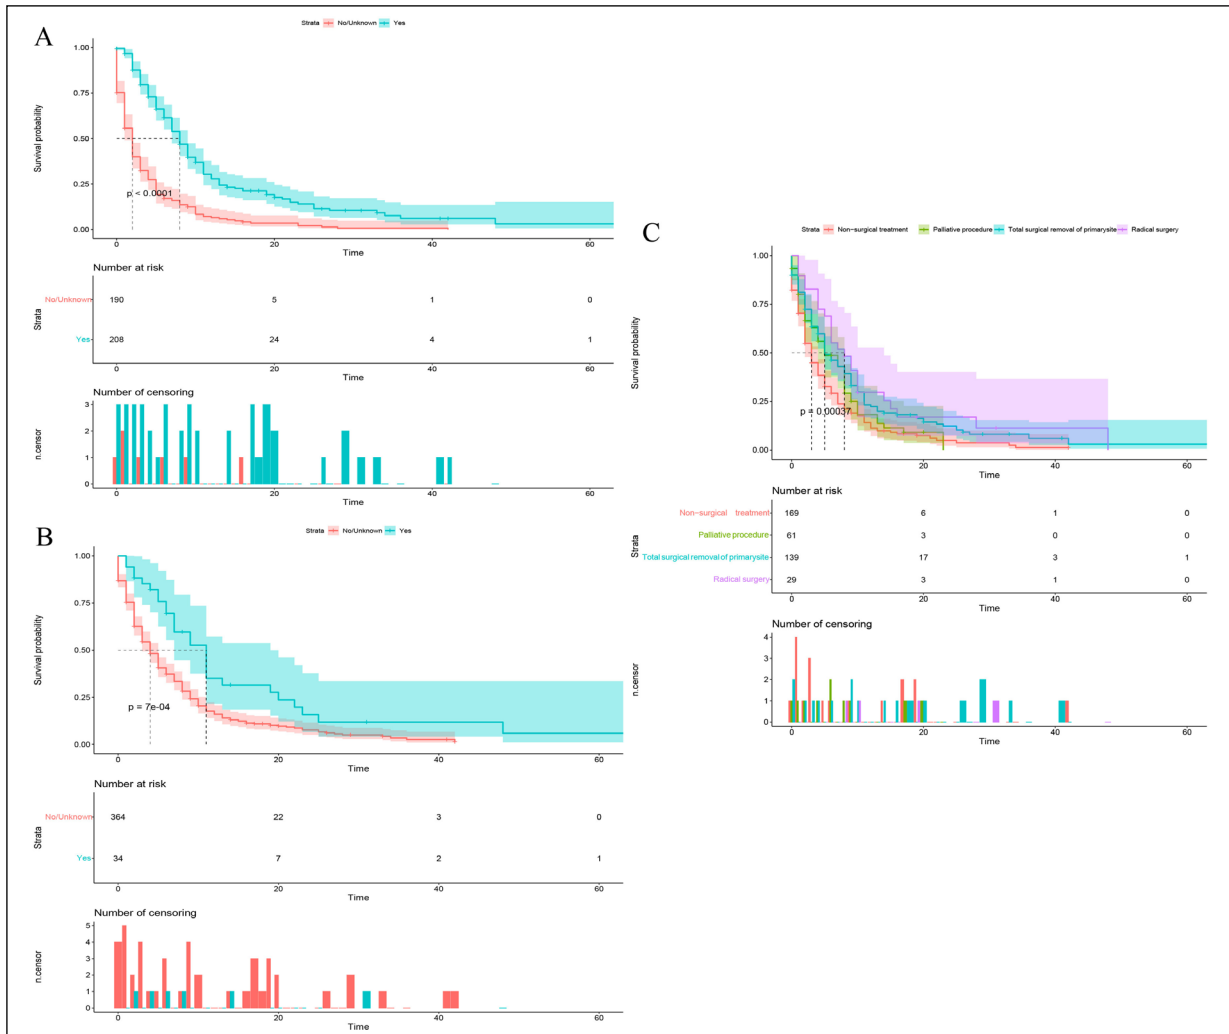 A
Strata No/Unknown Yes
1.00
0.75
0.50
0.25
0.00
Survival probability
p < 0.0001
0 20 40 60
Time
Number at risk
Strata
No/Unknown 190 5 1 0
Yes 208 24 4 1
0 20 40 60
Time
Number of censoring
n.censor
3
2
1
0
0 20 40 60
Time
B
Strata No/Unknown Yes
1.00
0.75
0.50
0.25
0.00
Survival probability
p = 7e-04
0 20 40 60
Time
Number at risk
Strata
No/Unknown 364 22 3 0
Yes 34 7 2 1
0 20 40 60
Time
Number of censoring
n.censor
5
4
3
2
1
0
0 20 40 60
Time
C
Strata Non-surgical treatment Palliative procedure Total surgical removal of primarysite Radical surgery
1.00
0.75
0.50
0.25
0.00
Survival probability
p = 0.00037
0 20 40 60
Time
Number at risk
Strata
Non-surgical treatment 169 6 1 0
Palliative procedure 61 3 0 0
Total surgical removal of primarysite 139 17 3 1
Radical surgery 29 3 1 0
0 20 40 60
Time
Number of censoring
n.censor
4
3
2
1
0
0 20 40 60
Time